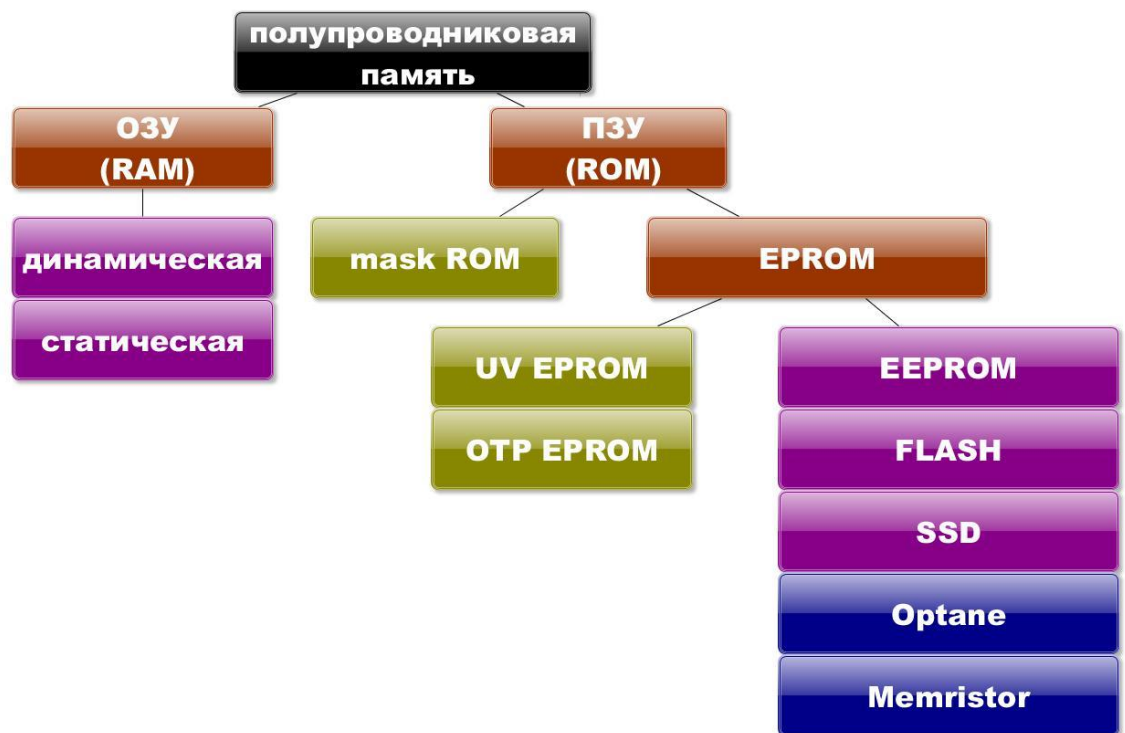 полупроводниковая
память
ОЗУ
(RAM)
ПЗУ
(ROM)
динамическая
статическая
mask ROM
EPROM
UV EPROM
OTP EPROM
EEPROM
FLASH
SSD
Optane
Memristor